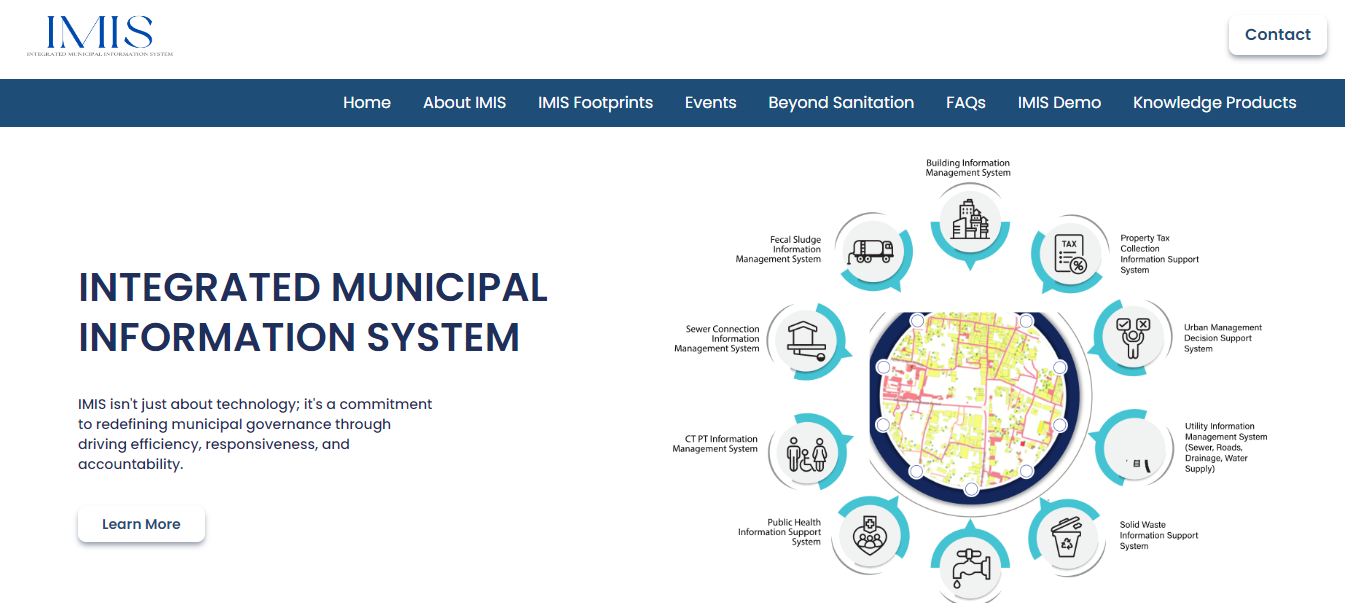 IMIS
INTEGRATED MUNICIPAL INFORMATION SYSTEM
Contact
Home
About IMIS
IMIS Footprints
Events
Beyond Sanitation
FAQs
IMIS Demo
Knowledge Products
INTEGRATED MUNICIPAL
INFORMATION SYSTEM
IMIS isn't just about technology; it's a commitment
to redefining municipal governance through
driving efficiency, responsiveness, and
accountability.
Learn More
Building Information
Management System
Fecal Sludge
Information
Management System
TAX
Property Tax
Collection
Information Support
System
Sewer Connection
Information
Management System
Urban Management
Decision Support
System
CT PT Information
Management System
Utility Information
Management System
(Sewer, Roads,
Drainage, Water
Supply)
Public Health
Information Support
System
Solid Waste
Information Support
System